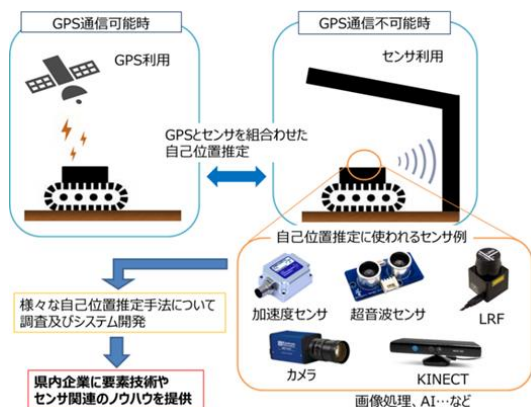 GPS通信可能時
GPS利用
GPS通信不可能時
センサ利用
GPSとセンサを組合わせた
自己位置推定
自己位置推定に使われるセンサ例
加速度センサ
超音波センサ
LRF
カメラ
KINECT
画像処理、AI…など
様々な自己位置推定手法について
調査及びシステム開発
県内企業に要素技術や
センサ関連のノウハウを提供